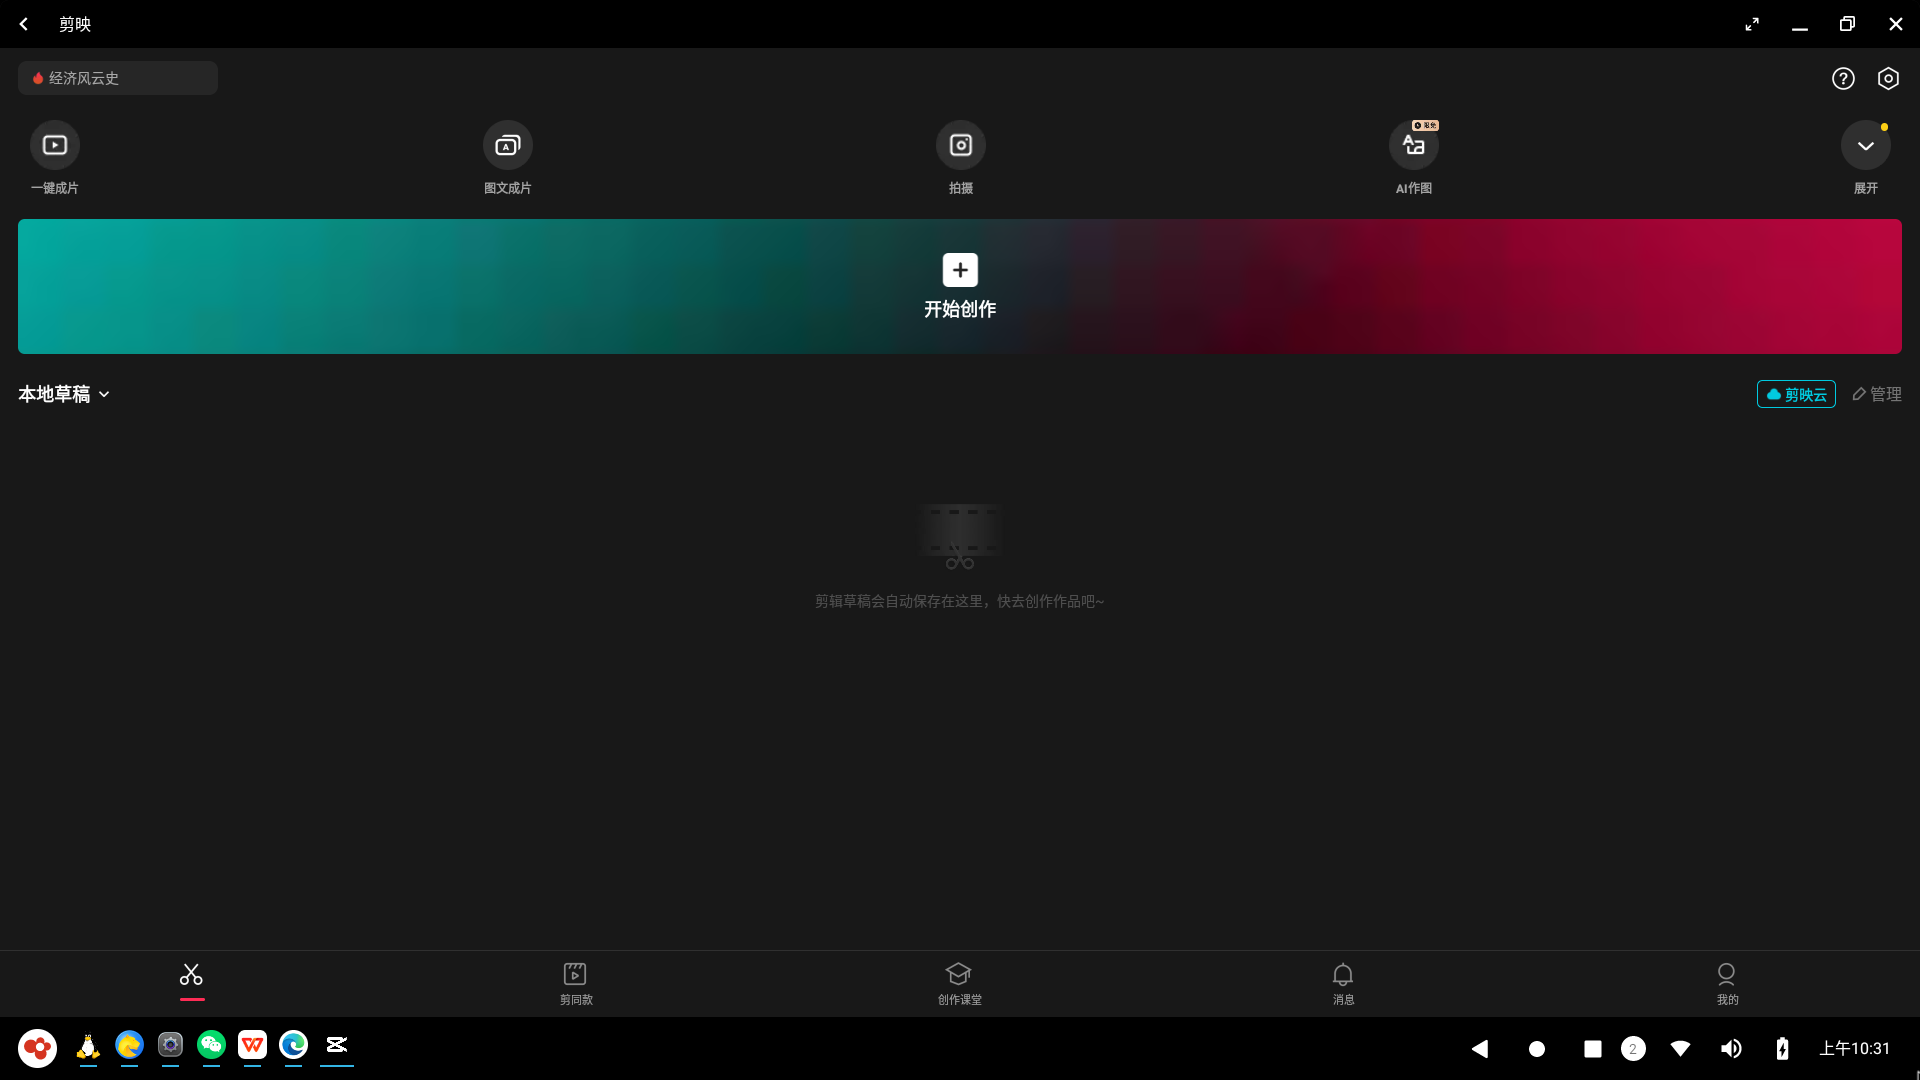 剪映
经济风云史
一键成片
图文成片
拍摄
限免
AI作图
展开
开始创作
本地草稿
剪映云
管理
剪辑草稿会自动保存在这里，快去创作作品吧~
剪同款
创作课堂
消息
我的
2
上午10:31